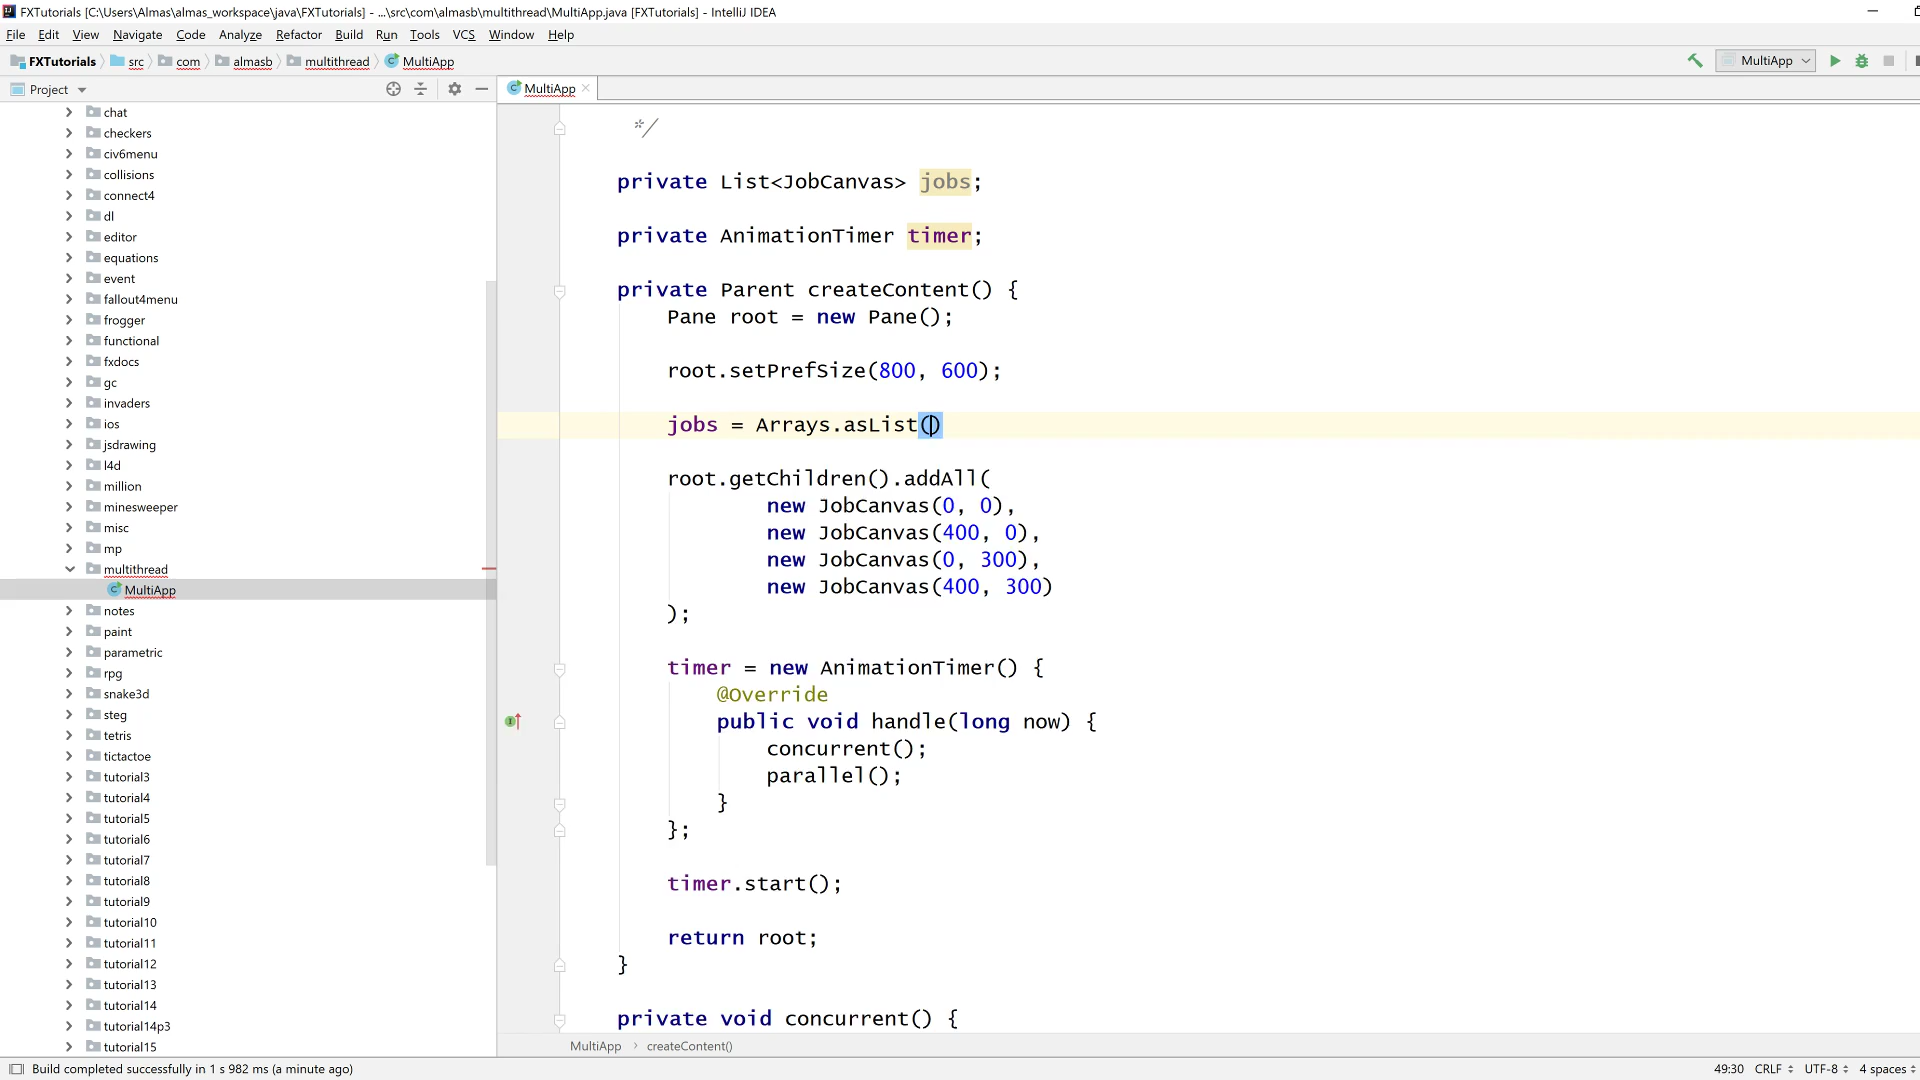 FXTutorials [C:\Users\Almas\almas_workspace\java\FXTutorials] - ...\src\com\almasb\multithread\MultiApp.java [FXTutorials] - IntelliJ IDEA
File Edit View Navigate Code Analyze Refactor Build Run Tools VCS Window Help
FXTutorials src com almasb multithread MultiApp
MultiApp
Project
MultiApp
chat
checkers
civ6menu
collisions
connect4
dl
editor
equations
event
fallout4menu
frogger
functional
fxdocs
gc
invaders
ios
jsdrawing
l4d
million
minesweeper
misc
mp
multithread
MultiApp
notes
paint
parametric
rpg
snake3d
steg
tetris
tictactoe
tutorial3
tutorial4
tutorial5
tutorial6
tutorial7
tutorial8
tutorial9
tutorial10
tutorial11
tutorial12
tutorial13
tutorial14
tutorial14p3
tutorial15
*/
private List<JobCanvas> jobs;
private AnimationTimer timer;
private Parent createContent() {
Pane root = new Pane();
root.setPrefSize(800, 600);
jobs = Arrays.asList()
root.getChildren().addAll(
new JobCanvas(0, 0),
new JobCanvas(400, 0),
new JobCanvas(0, 300),
new JobCanvas(400, 300)
);
timer = new AnimationTimer() {
@Override
public void handle(long now) {
concurrent();
parallel();
}
};
timer.start();
return root;
}
private void concurrent() {
MultiApp › createContent()
Build completed successfully in 1 s 982 ms (a minute ago)
49:30 CRLF UTF-8 4 spaces